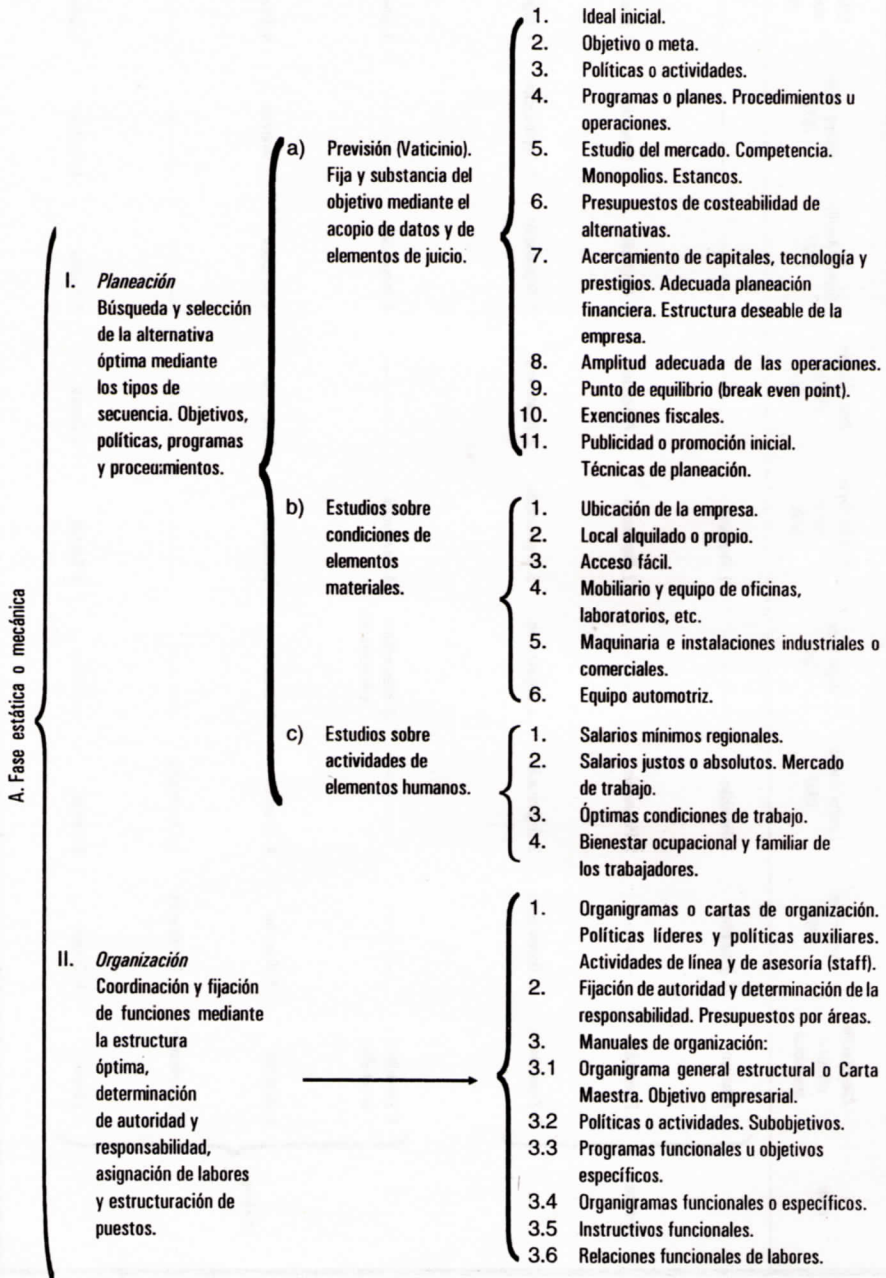 A. Fase estática o mecánica
I. Planeación
Búsqueda y selección
de la alternativa
óptima mediante
los tipos de
secuencia. Objetivos,
políticas, programas
y proceu:mientos.
a) Previsión (Vaticinio).
Fija y substancia del
objetivo mediante el
acopio de datos y de
elementos de juicio.
1. Ideal inicial.
2. Objetivo o meta.
3. Políticas o actividades.
4. Programas o planes. Procedimientos u
operaciones.
5. Estudio del mercado. Competencia.
Monopolios. Estancos.
6. Presupuestos de costeabilidad de
alternativas.
7. Acercamiento de capitales, tecnología y
prestigios. Adecuada planeación
financiera. Estructura deseable de la
empresa.
8. Amplitud adecuada de las operaciones.
9. Punto de equilibrio (break even point).
10. Exenciones fiscales.
11. Publicidad o promoción inicial.
Técnicas de planeación.
b) Estudios sobre
condiciones de
elementos
materiales.
1. Ubicación de la empresa.
2. Local alquilado o propio.
3. Acceso fácil.
4. Mobiliario y equipo de oficinas,
laboratorios, etc.
5. Maquinaria e instalaciones industriales o
comerciales.
6. Equipo automotriz.
c) Estudios sobre
actividades de
elementos humanos.
1. Salarios mínimos regionales.
2. Salarios justos o absolutos. Mercado
de trabajo.
3. Óptimas condiciones de trabajo.
4. Bienestar ocupacional y familiar de
los trabajadores.
II. Organización
Coordinación y fijación
de funciones mediante
la estructura
óptima,
determinación
de autoridad y
responsabilidad,
asignación de labores
y estructuración de
puestos.
1. Organigramas o cartas de organización.
Políticas líderes y políticas auxiliares.
Actividades de línea y de asesoría (staff).
2. Fijación de autoridad y determinación de la
responsabilidad. Presupuestos por áreas.
3. Manuales de organización:
3.1 Organigrama general estructural o Carta
Maestra. Objetivo empresarial.
3.2 Políticas o actividades. Subobjetivos.
3.3 Programas funcionales u objetivos
específicos.
3.4 Organigramas funcionales o específicos.
3.5 Instructivos funcionales.
3.6 Relaciones funcionales de labores.